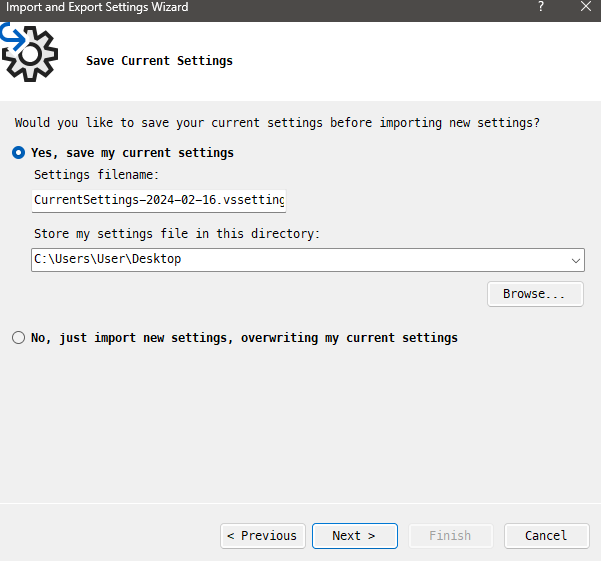 Import and Export Settings Wizard
?
Save Current Settings
Would you like to save your current settings before importing new settings?
Yes, save my current settings
Settings filename:
CurrentSettings-2024-02-16.vssetting
Store my settings file in this directory:
C:\Users\User\Desktop
Browse...
No, just import new settings, overwriting my current settings
< Previous
Next >
Finish
Cancel